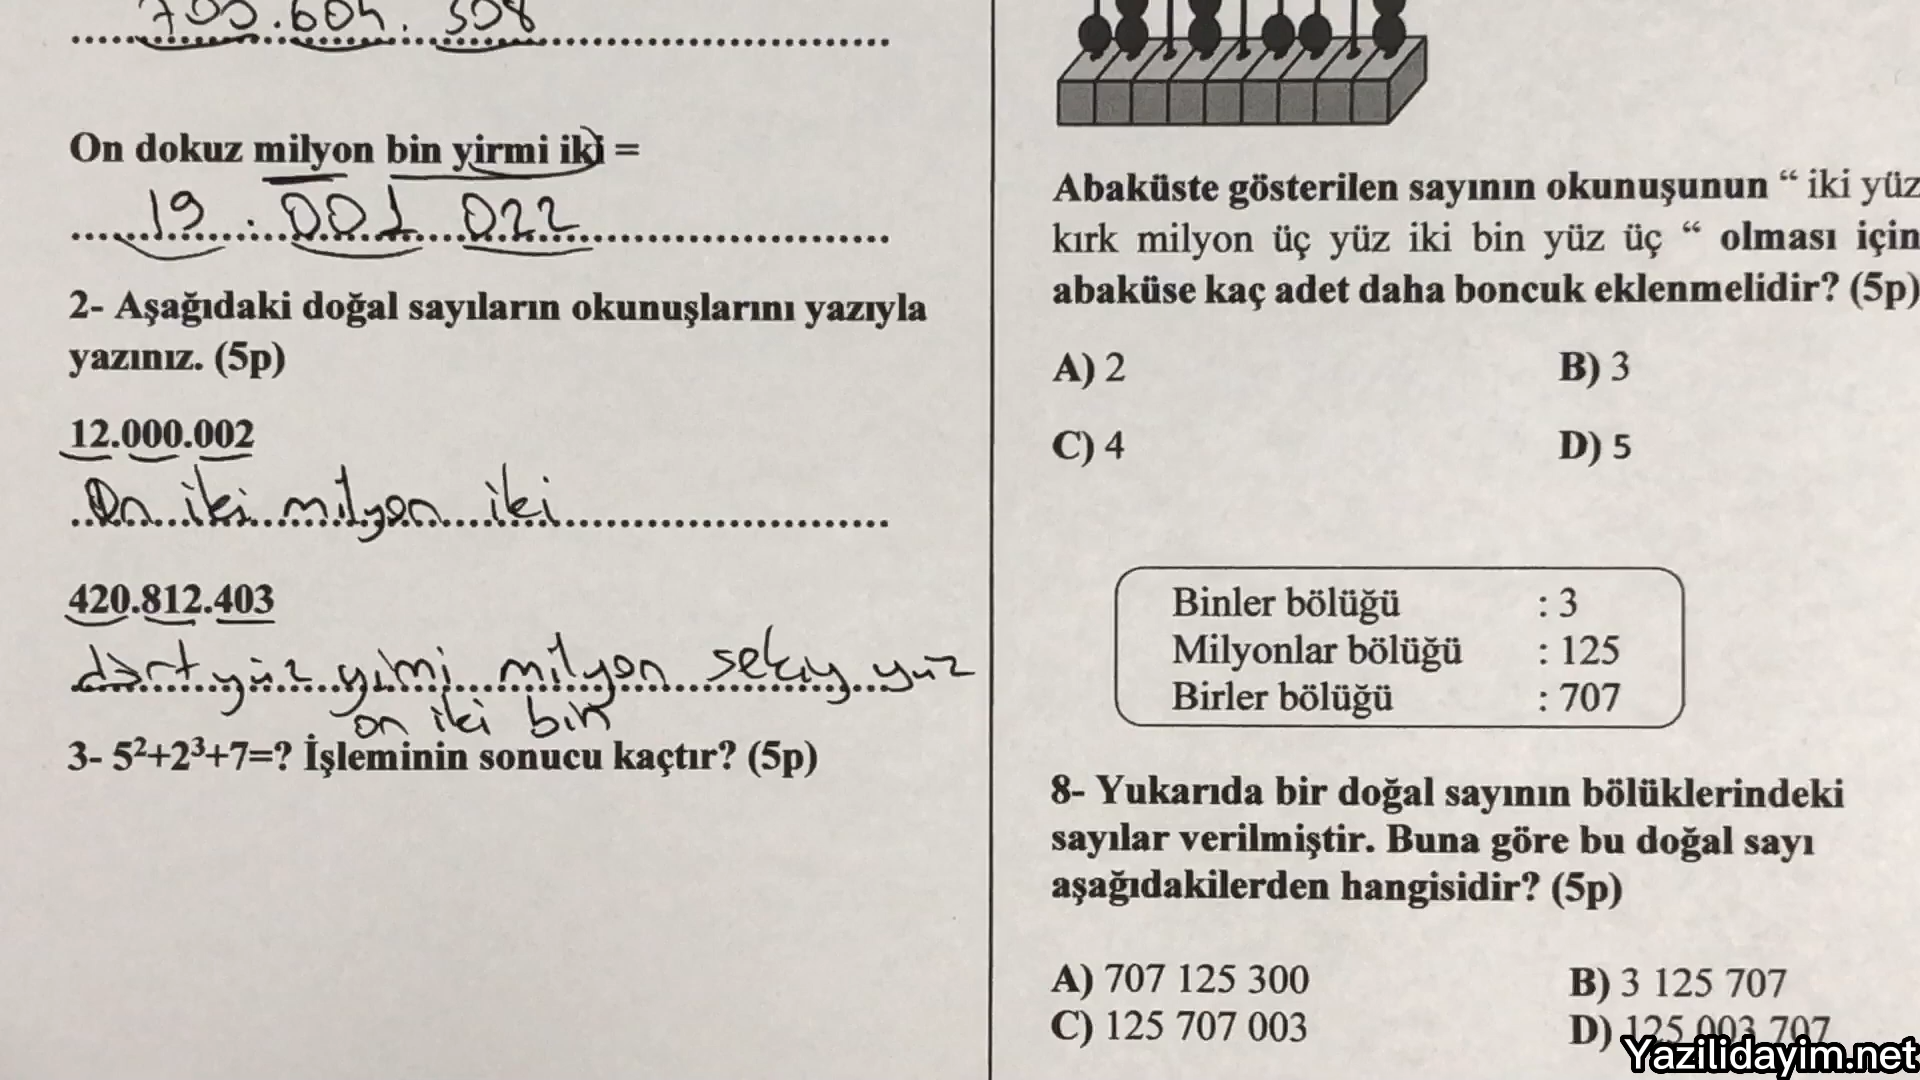 700.604.508
On dokuz milyon bin yirmi iki =
19.001 022
2- Aşağıdaki doğal sayıların okunuşlarını yazıyla
yazınız. (5p)
12.000.002
On iki milyon iki
420.812.403
dört yüz yimi milyon sekiz yüz
on iki bin
3- 5²+2³+7=? İşleminin sonucu kaçtır? (5p)
Abaküste gösterilen sayının okunuşunun “ iki yüz
kırk milyon üç yüz iki bin yüz üç “ olması için
abaküse kaç adet daha boncuk eklenmelidir? (5p)
A) 2
B) 3
C) 4
D) 5
Binler bölüğü : 3
Milyonlar bölüğü : 125
Birler bölüğü : 707
8- Yukarıda bir doğal sayının bölüklerindeki
sayılar verilmiştir. Buna göre bu doğal sayı
aşağıdakilerden hangisidir? (5p)
A) 707 125 300
B) 3 125 707
C) 125 707 003
D) 125 003 707
Yazilidayim.net